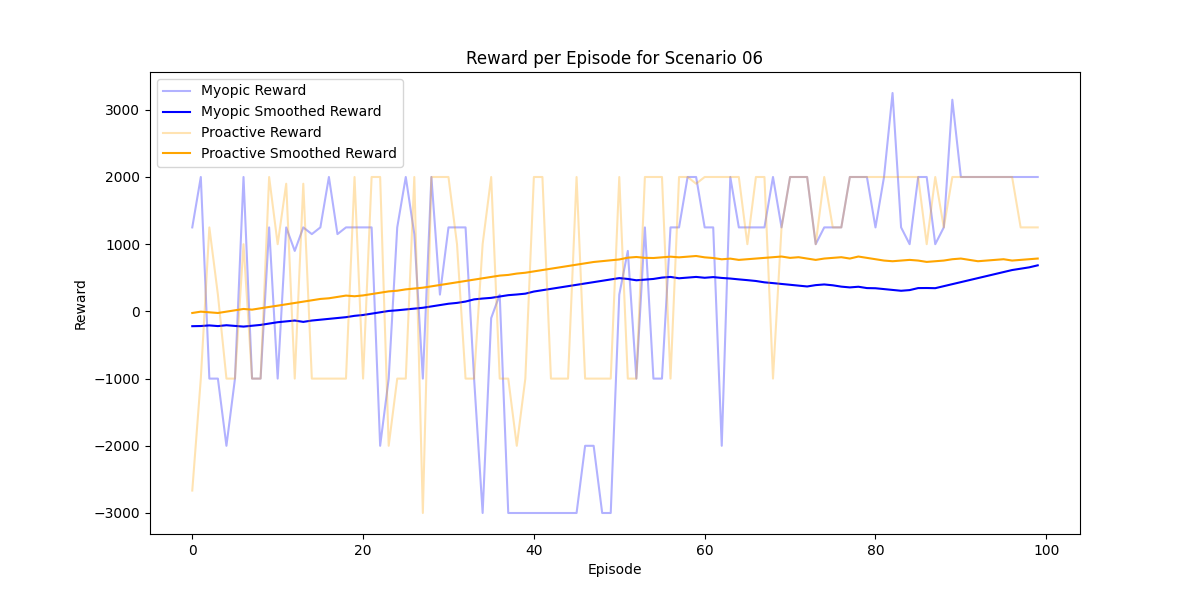 Reward per Episode for Scenario 06
Myopic Reward
Myopic Smoothed Reward
Proactive Reward
Proactive Smoothed Reward
3000
2000
1000
0
−1000
−2000
−3000
Reward
0 20 40 60 80 100
Episode